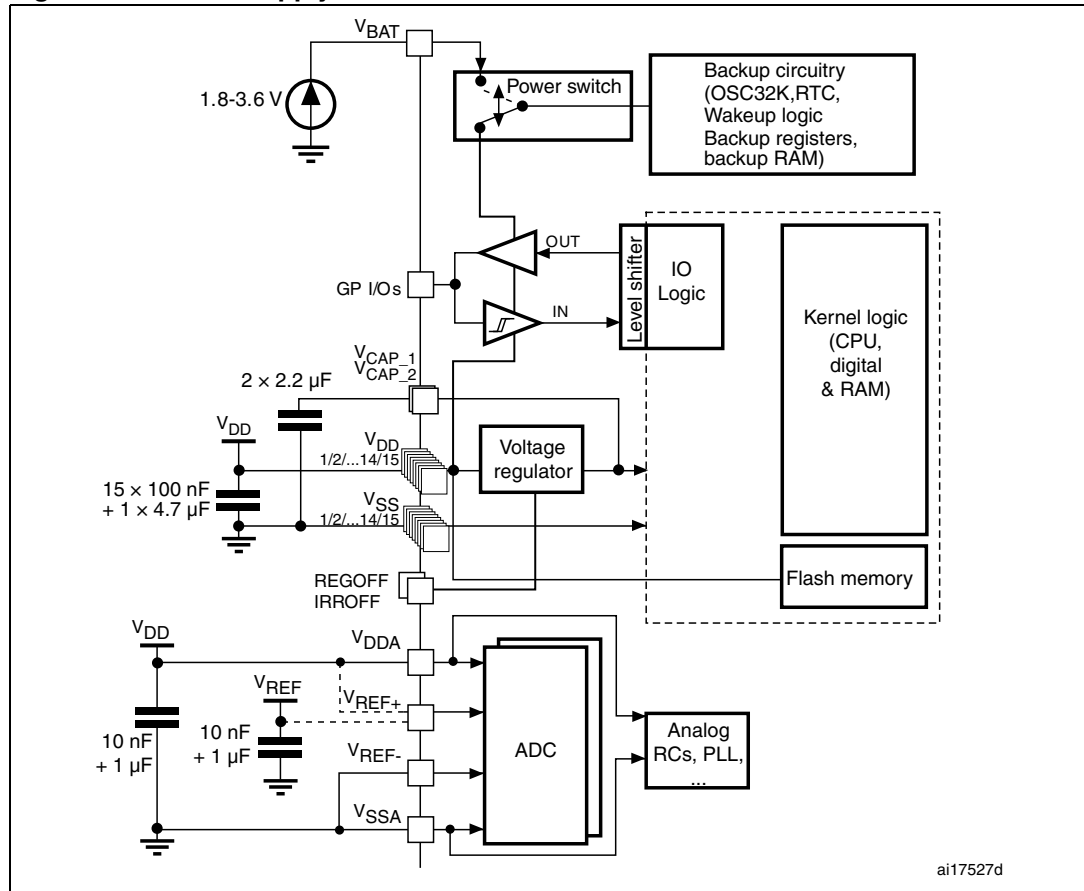 VBAT
1.8-3.6 V
Power switch
Backup circuitry
(OSC32K,RTC,
Wakeup logic
Backup registers,
backup RAM)
OUT
GP I/Os
IN
Level shifter
IO
Logic
Kernel logic
(CPU,
digital
& RAM)
VCAP_1
VCAP_2
2 × 2.2 µF
VDD
VDD
1/2/...14/15
Voltage
regulator
15 × 100 nF
+ 1 × 4.7 µF
VSS
1/2/...14/15
Flash memory
REGOFF
IRROFF
VDD
VDDA
VREF
VREF+
10 nF
+ 1 µF
10 nF
+ 1 µF
VREF-
ADC
Analog
RCs, PLL,
...
VSSA
ai17527d